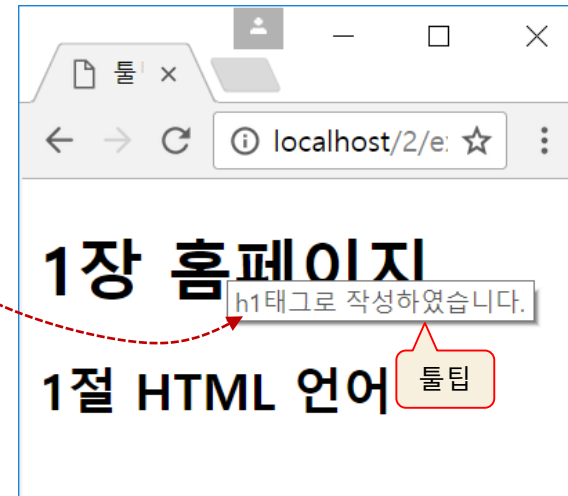 툴
localhost/2/e
1장 홈페이지
h1태그로 작성하였습니다.
1절 HTML 언어
툴팁